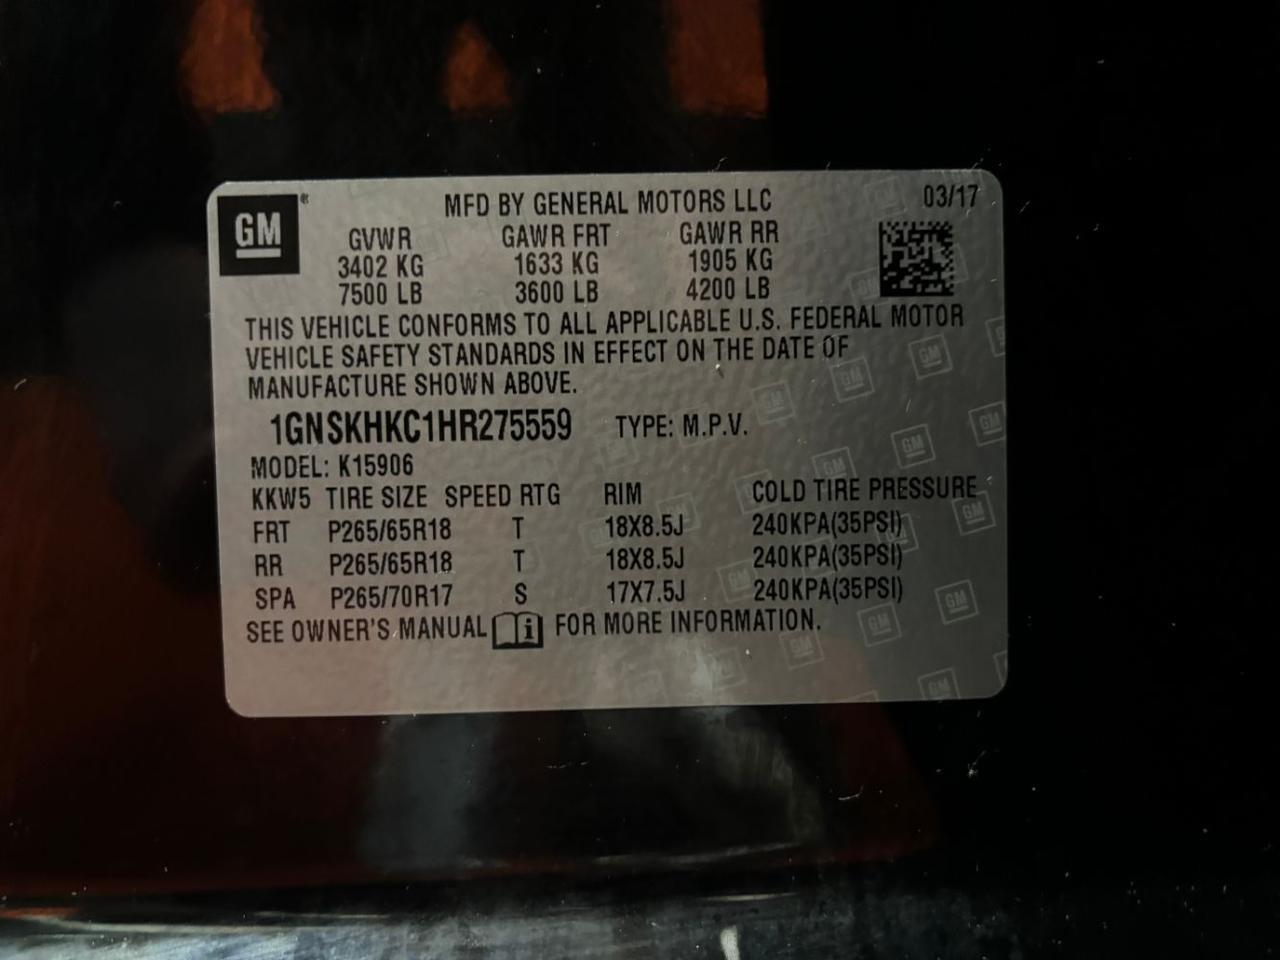 GM ® MFD BY GENERAL MOTORS LLC 03/17
GVWR GAWR FRT GAWR RR
3402 KG 1633 KG 1905 KG
7500 LB 3600 LB 4200 LB
THIS VEHICLE CONFORMS TO ALL APPLICABLE U.S. FEDERAL MOTOR
VEHICLE SAFETY STANDARDS IN EFFECT ON THE DATE OF
MANUFACTURE SHOWN ABOVE.
1GNSKHKC1HR275559 TYPE: M.P.V.
MODEL: K15906
KKW5 TIRE SIZE SPEED RTG RIM COLD TIRE PRESSURE
FRT P265/65R18 T 18X8.5J 240KPA(35PSI)
RR P265/65R18 T 18X8.5J 240KPA(35PSI)
SPA P265/70R17 S 17X7.5J 240KPA(35PSI)
SEE OWNER'S MANUAL i FOR MORE INFORMATION.